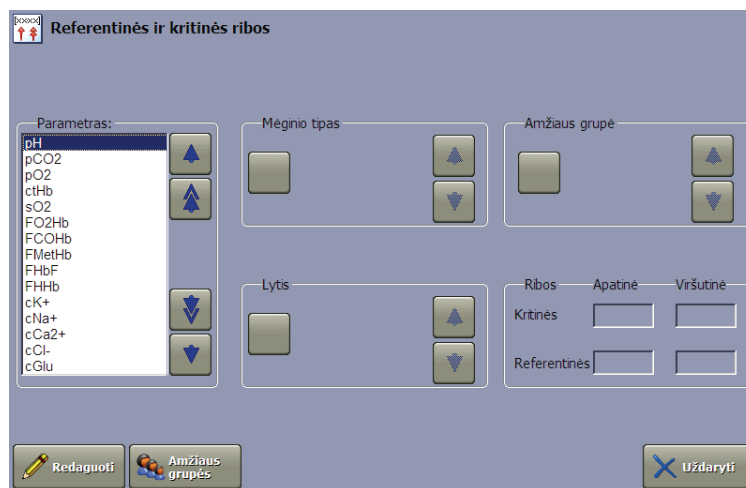 [xxxx]
Referentinės ir kritinės ribos
Parametras:
pH
pCO2
pO2
ctHb
sO2
FO2Hb
FCOHb
FMetHb
FHbF
FHHb
cK+
cNa+
cCa2+
cCl-
cGlu
Mėginio tipas
Amžiaus grupė
Lytis
Ribos Apatinė Viršutinė
Kritinės
Referentinės
Redaguoti
Amžiaus
grupės
Uždaryti